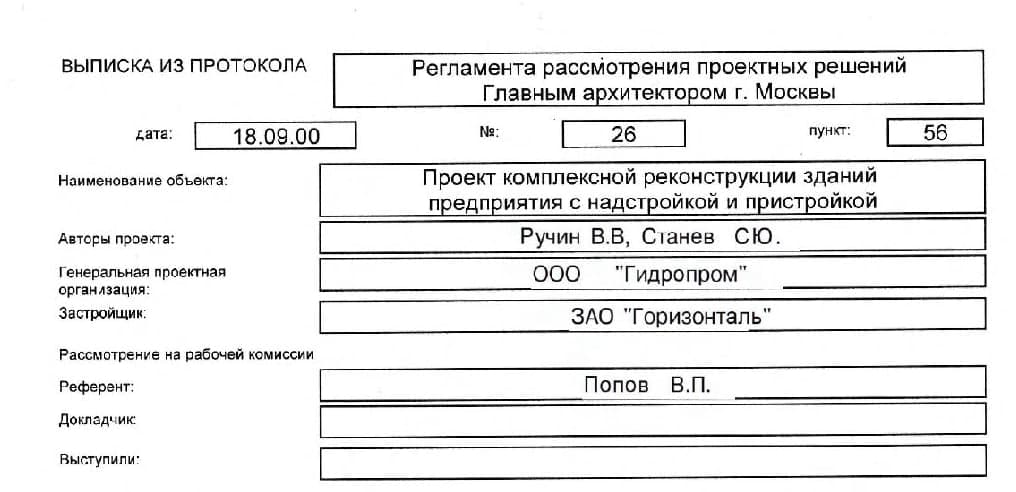 ВЫПИСКА ИЗ ПРОТОКОЛА
Регламента рассмотрения проектных решений
Главным архитектором г. Москвы
дата: 18.09.00 №: 26 пункт: 56
Наименование объекта:
Проект комплексной реконструкции зданий
предприятия с надстройкой и пристройкой
Авторы проекта: Ручин В.В, Станев СЮ.
Генеральная проектная
организация:
ООО "Гидропром"
Застройщик: ЗАО "Горизонталь"
Рассмотрение на рабочей комиссии
Референт: Попов В.П.
Докладчик:
Выступили: